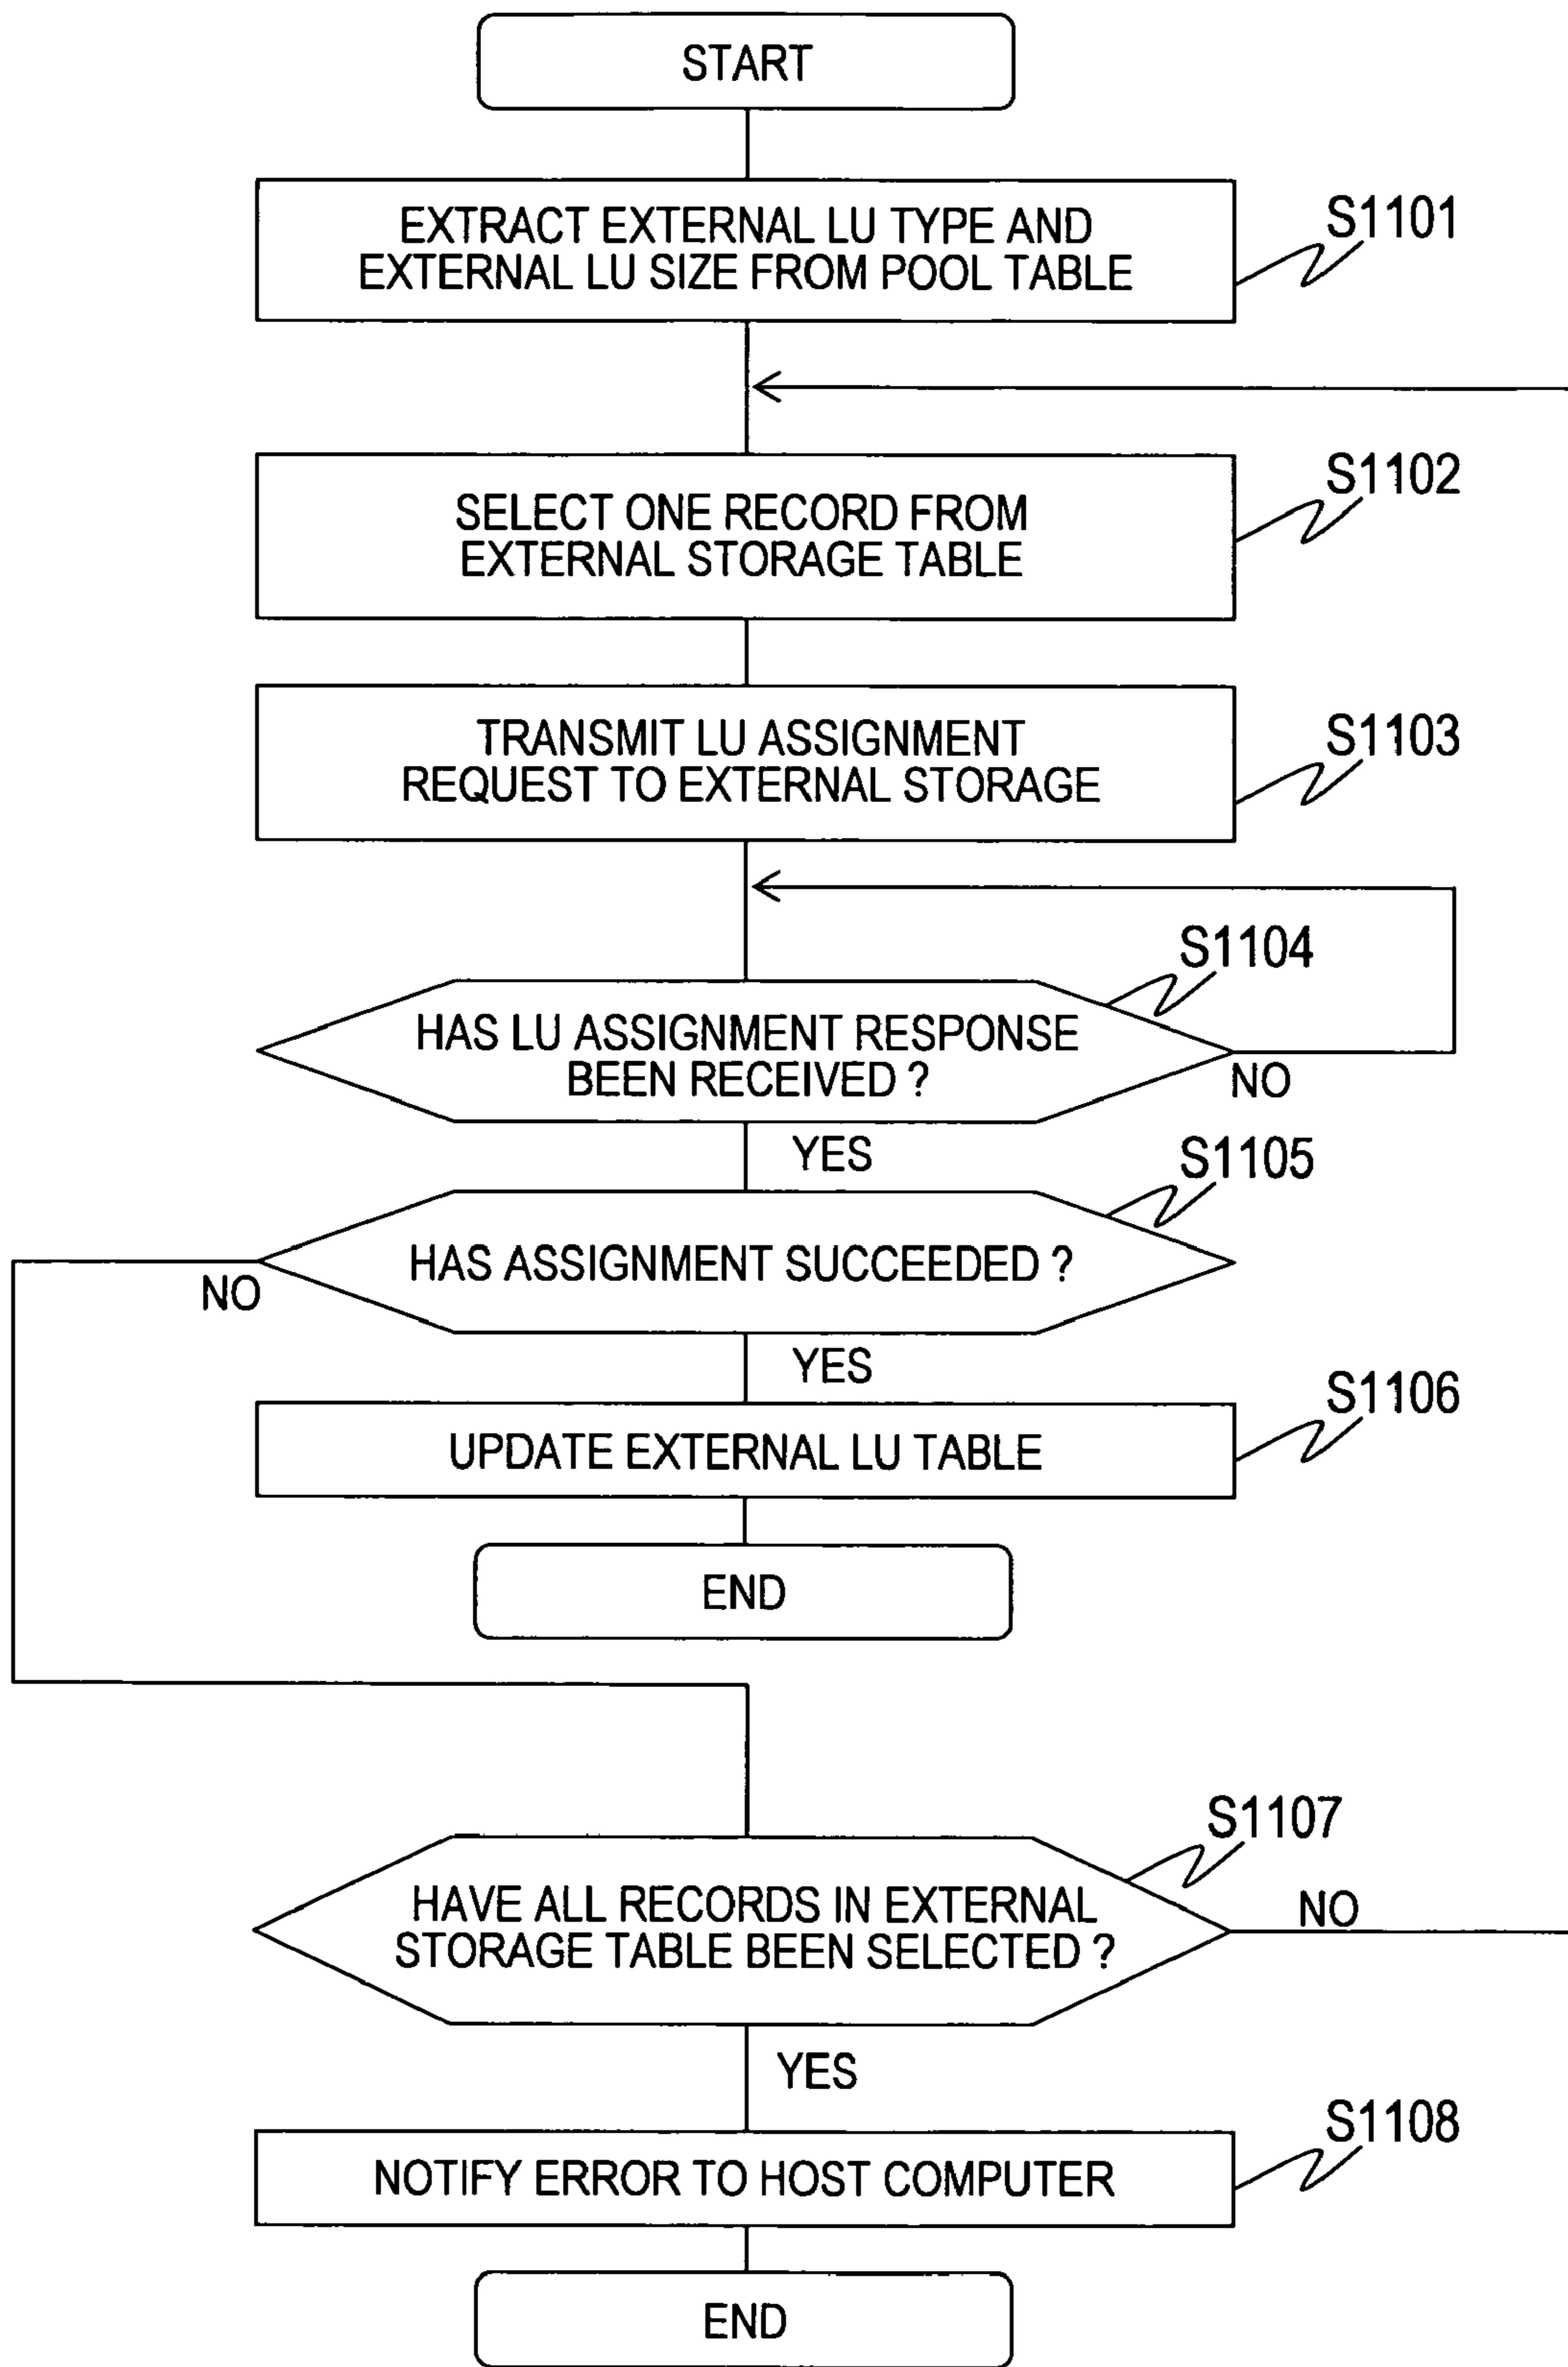 START
EXTRACT EXTERNAL LU TYPE AND
EXTERNAL LU SIZE FROM POOL TABLE
S1101
SELECT ONE RECORD FROM
EXTERNAL STORAGE TABLE
S1102
TRANSMIT LU ASSIGNMENT
REQUEST TO EXTERNAL STORAGE
S1103
S1104
HAS LU ASSIGNMENT RESPONSE
BEEN RECEIVED ?
NO
YES
S1105
HAS ASSIGNMENT SUCCEEDED ?
NO
YES
S1106
UPDATE EXTERNAL LU TABLE
END
S1107
HAVE ALL RECORDS IN EXTERNAL
STORAGE TABLE BEEN SELECTED ?
NO
YES
S1108
NOTIFY ERROR TO HOST COMPUTER
END